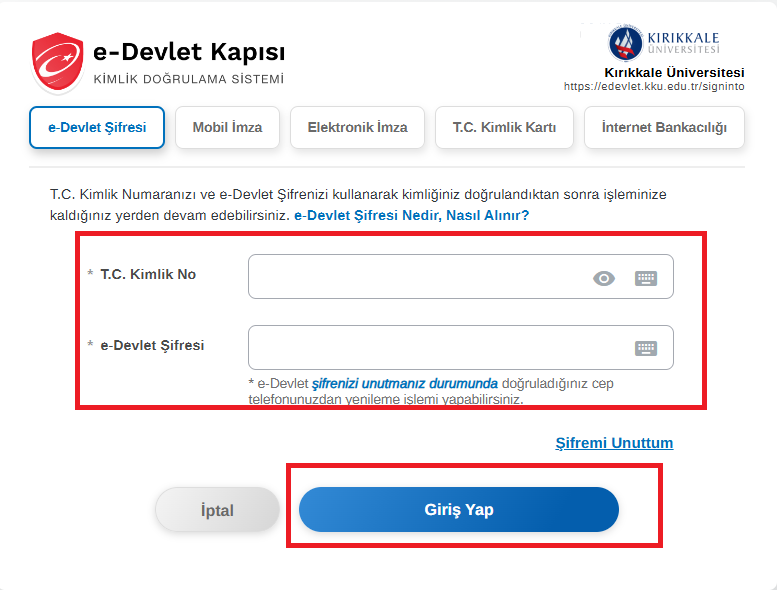 e-Devlet Kapısı
KİMLİK DOĞRULAMA SİSTEMİ
KIRIKKALE
ÜNİVERSİTESİ
Kırıkkale Üniversitesi
https://edevlet.kku.edu.tr/signinto
e-Devlet Şifresi
Mobil İmza
Elektronik İmza
T.C. Kimlik Kartı
İnternet Bankacılığı
T.C. Kimlik Numaranızı ve e-Devlet Şifrenizi kullanarak kimliğiniz doğrulandıktan sonra işleminize
kaldığınız yerden devam edebilirsiniz. e-Devlet Şifresi Nedir, Nasıl Alınır?
* T.C. Kimlik No
* e-Devlet Şifresi
* e-Devlet şifrenizi unutmanız durumunda doğruladığınız cep
telefonunuzdan yenileme işlemi yapabilirsiniz.
Şifremi Unuttum
İptal
Giriş Yap